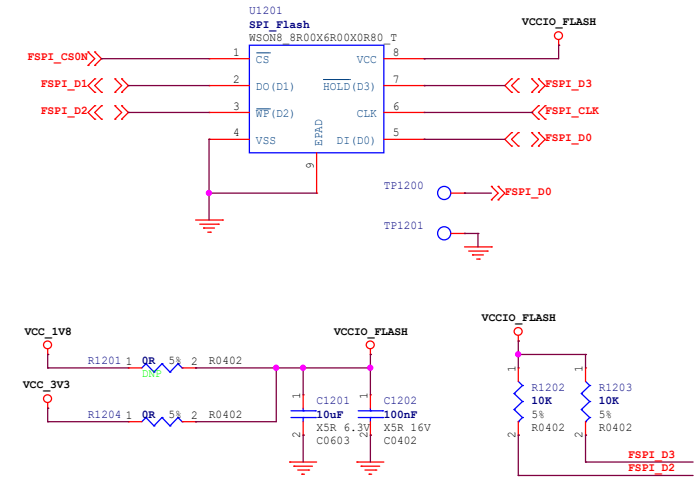 U1201
SPI_Flash
WSON8_8R00X6R00X0R80_T
VCCIO_FLASH
FSPI_CS0N 1 CS VCC 8
FSPI_D1 2 DO(D1) HOLD(D3) 7 FSPI_D3
FSPI_D2 3 WP(D2) CLK 6 FSPI_CLK
4 VSS DI(D0) 5 FSPI_D0
EPAD
9
TP1200 FSPI_D0
TP1201
VCC_1V8 VCCIO_FLASH VCCIO_FLASH
R1201 1 0R 5% 2 R0402
DNP
VCC_3V3
R1204 1 0R 5% 2 R0402
1 C1201
10uF
X5R 6.3V
2 C0603
1 C1202
100nF
X5R 16V
2 C0402
1 R1202
10K
5%
2 R0402
1 R1203
10K
5%
2 R0402
FSPI_D3
FSPI_D2